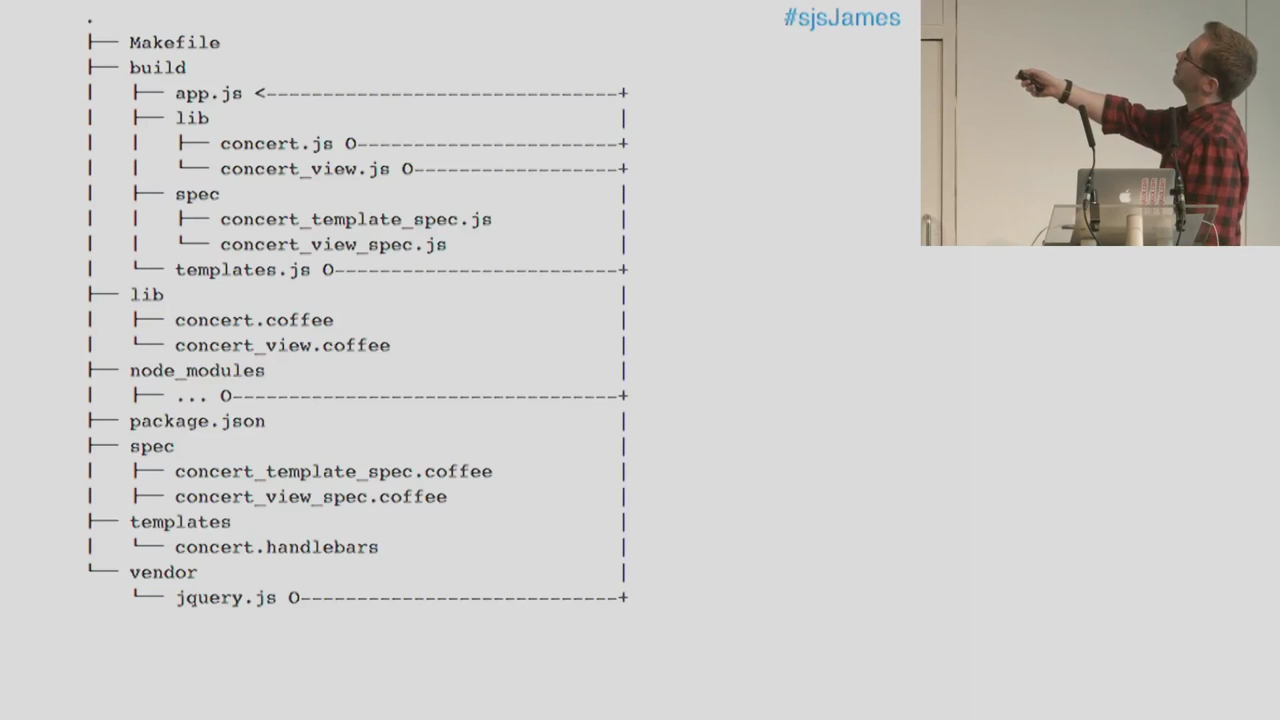 #sjsJames
.
├── Makefile
├── build
│   ├── app.js <-------------------------------+
│   ├── lib                                    |
│   │   ├── concert.js O-----------------------+
│   │   └── concert_view.js O------------------+
│   ├── spec                                   |
│   │   ├── concert_template_spec.js           |
│   │   └── concert_view_spec.js               |
│   └── templates.js O-------------------------+
├── lib                                        |
│   ├── concert.coffee                         |
│   └── concert_view.coffee                    |
├── node_modules                               |
│   ├── ... O----------------------------------+
├── package.json                               |
├── spec                                       |
│   ├── concert_template_spec.coffee           |
│   ├── concert_view_spec.coffee               |
├── templates                                  |
│   └── concert.handlebars                     |
└── vendor                                     |
    └── jquery.js O----------------------------+